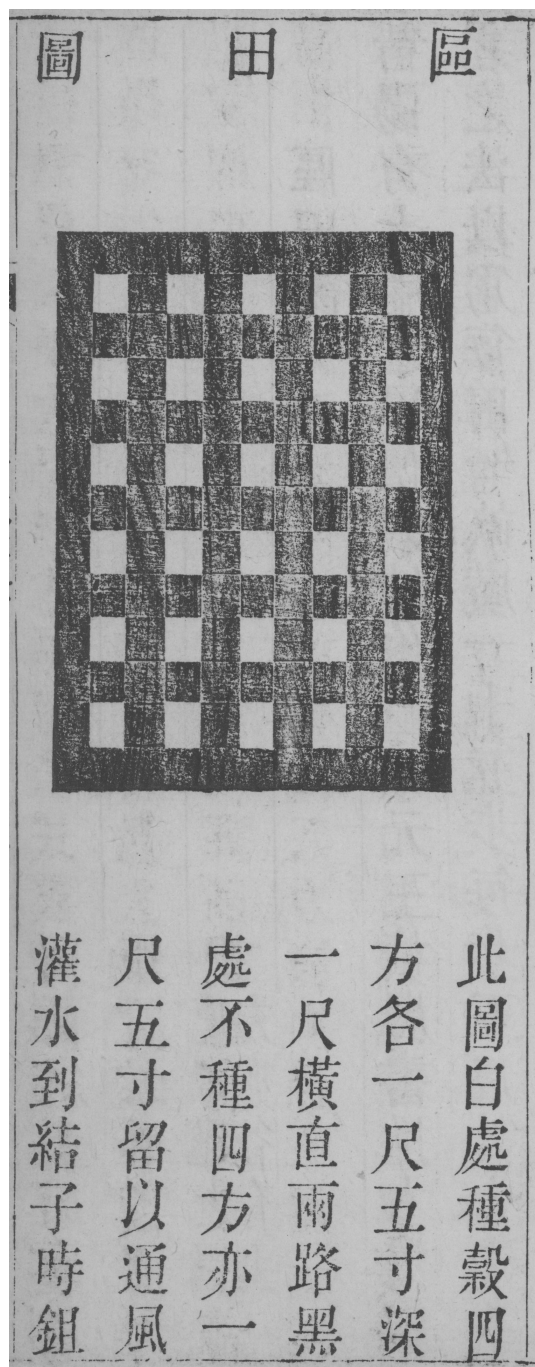 區田圖
此圖白處種穀四
方各一尺五寸深
一尺橫直兩路黑
處不種四方亦一
尺五寸留以通風
灌水到結子時鉏